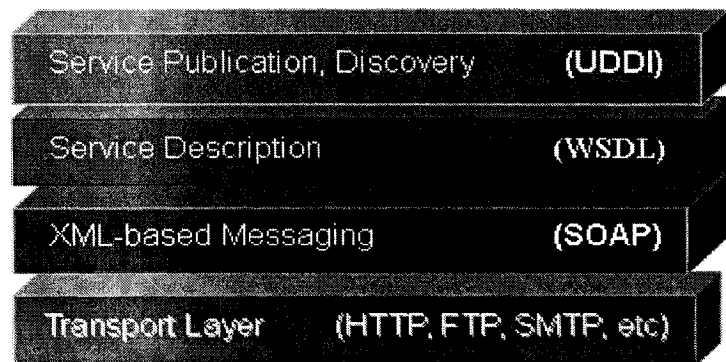 Service Publication, Discovery (UDDI)
Service Description (WSDL)
XML-based Messaging (SOAP)
Transport Layer (HTTP, FTP, SMTP, etc)